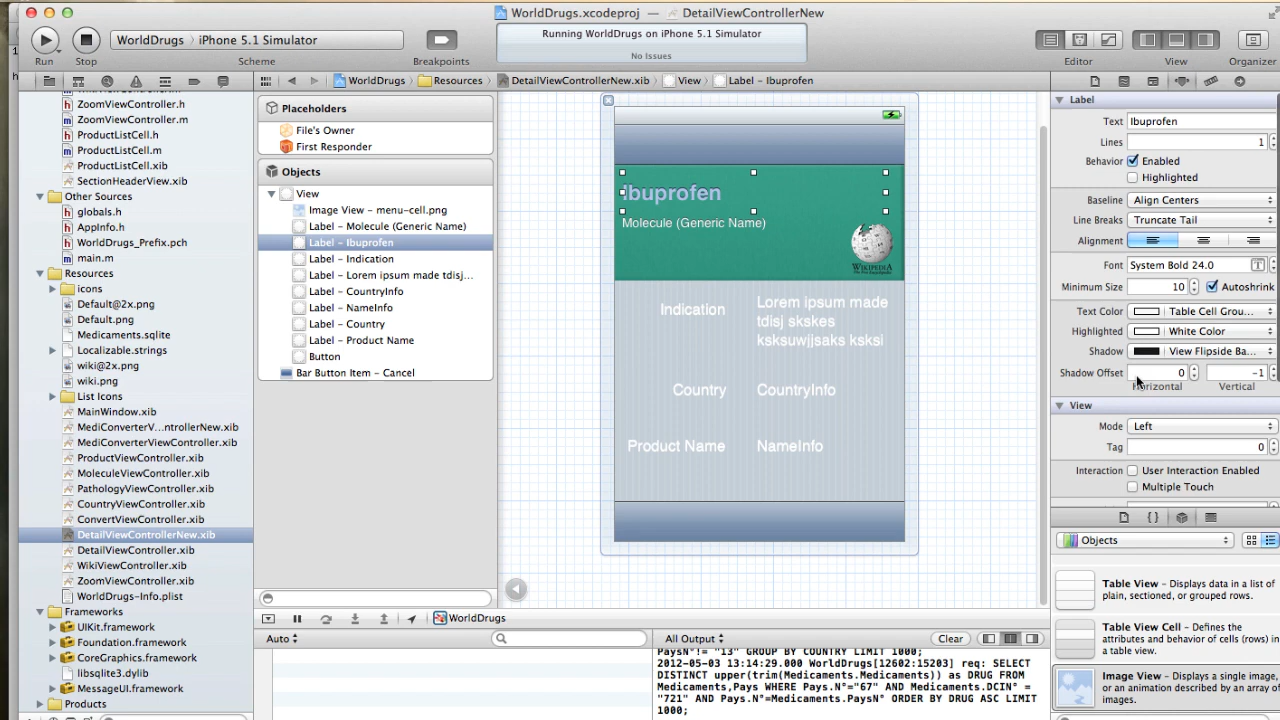 WorldDrugs.xcodeproj — DetailViewControllerNew
WorldDrugs iPhone 5.1 Simulator
Running WorldDrugs on iPhone 5.1 Simulator
No Issues
Run Stop Scheme Breakpoints Editor View Organizer
WorldDrugs Resources DetailViewControllerNew.xib View Label – Ibuprofen
ZoomViewController.h
ZoomViewController.m
ProductListCell.h
ProductListCell.m
ProductListCell.xib
SectionHeaderView.xib
Other Sources
globals.h
AppInfo.h
WorldDrugs_Prefix.pch
main.m
Resources
icons
Default@2x.png
Default.png
Medicaments.sqlite
Localizable.strings
wiki@2x.png
wiki.png
List Icons
MainWindow.xib
MediConverterV...ntrollerNew.xib
MediConverterViewController.xib
ProductViewController.xib
MoleculeViewController.xib
PathologyViewController.xib
CountryViewController.xib
ConvertViewController.xib
DetailViewControllerNew.xib
DetailViewController.xib
WikiViewController.xib
ZoomViewController.xib
WorldDrugs-Info.plist
Frameworks
UIKit.framework
Foundation.framework
CoreGraphics.framework
libsqlite3.dylib
MessageUI.framework
Products
Placeholders
File's Owner
First Responder
Objects
View
Image View – menu-cell.png
Label – Molecule (Generic Name)
Label – Ibuprofen
Label – Indication
Label – Lorem ipsum made tdisj...
Label – CountryInfo
Label – NameInfo
Label – Country
Label – Product Name
Button
Bar Button Item – Cancel
Ibuprofen
Molecule (Generic Name)
WIKIPEDIA
The Free Encyclopedia
Indication
Lorem ipsum made
tdisj skskes
ksksuwjjsaks ksksi
Country CountryInfo
Product Name NameInfo
WorldDrugs
Auto
All Output
Clear
Pays.N°!= "13" GROUP BY COUNTRY LIMIT 1000;
2012-05-03 13:14:29.000 WorldDrugs[12602:15203] req: SELECT
DISTINCT upper(trim(Medicaments.Medicaments)) as DRUG FROM
Medicaments,Pays WHERE Pays.N°="67" AND Medicaments.DCIN° =
"721" AND Pays.N°=Medicaments.PaysN° ORDER BY DRUG ASC LIMIT
1000;
Label
Text Ibuprofen
Lines 1
Behavior Enabled
Highlighted
Baseline Align Centers
Line Breaks Truncate Tail
Alignment
Font System Bold 24.0
Minimum Size 10 Autoshrink
Text Color Table Cell Grou...
Highlighted White Color
Shadow View Flipside Ba...
Shadow Offset 0 -1
Horizontal Vertical
View
Mode Left
Tag 0
Interaction User Interaction Enabled
Multiple Touch
Objects
Table View – Displays data in a list of
plain, sectioned, or grouped rows.
Table View Cell – Defines the
attributes and behavior of cells (rows) in
a table view.
Image View – Displays a single image,
or an animation described by an array of
images.